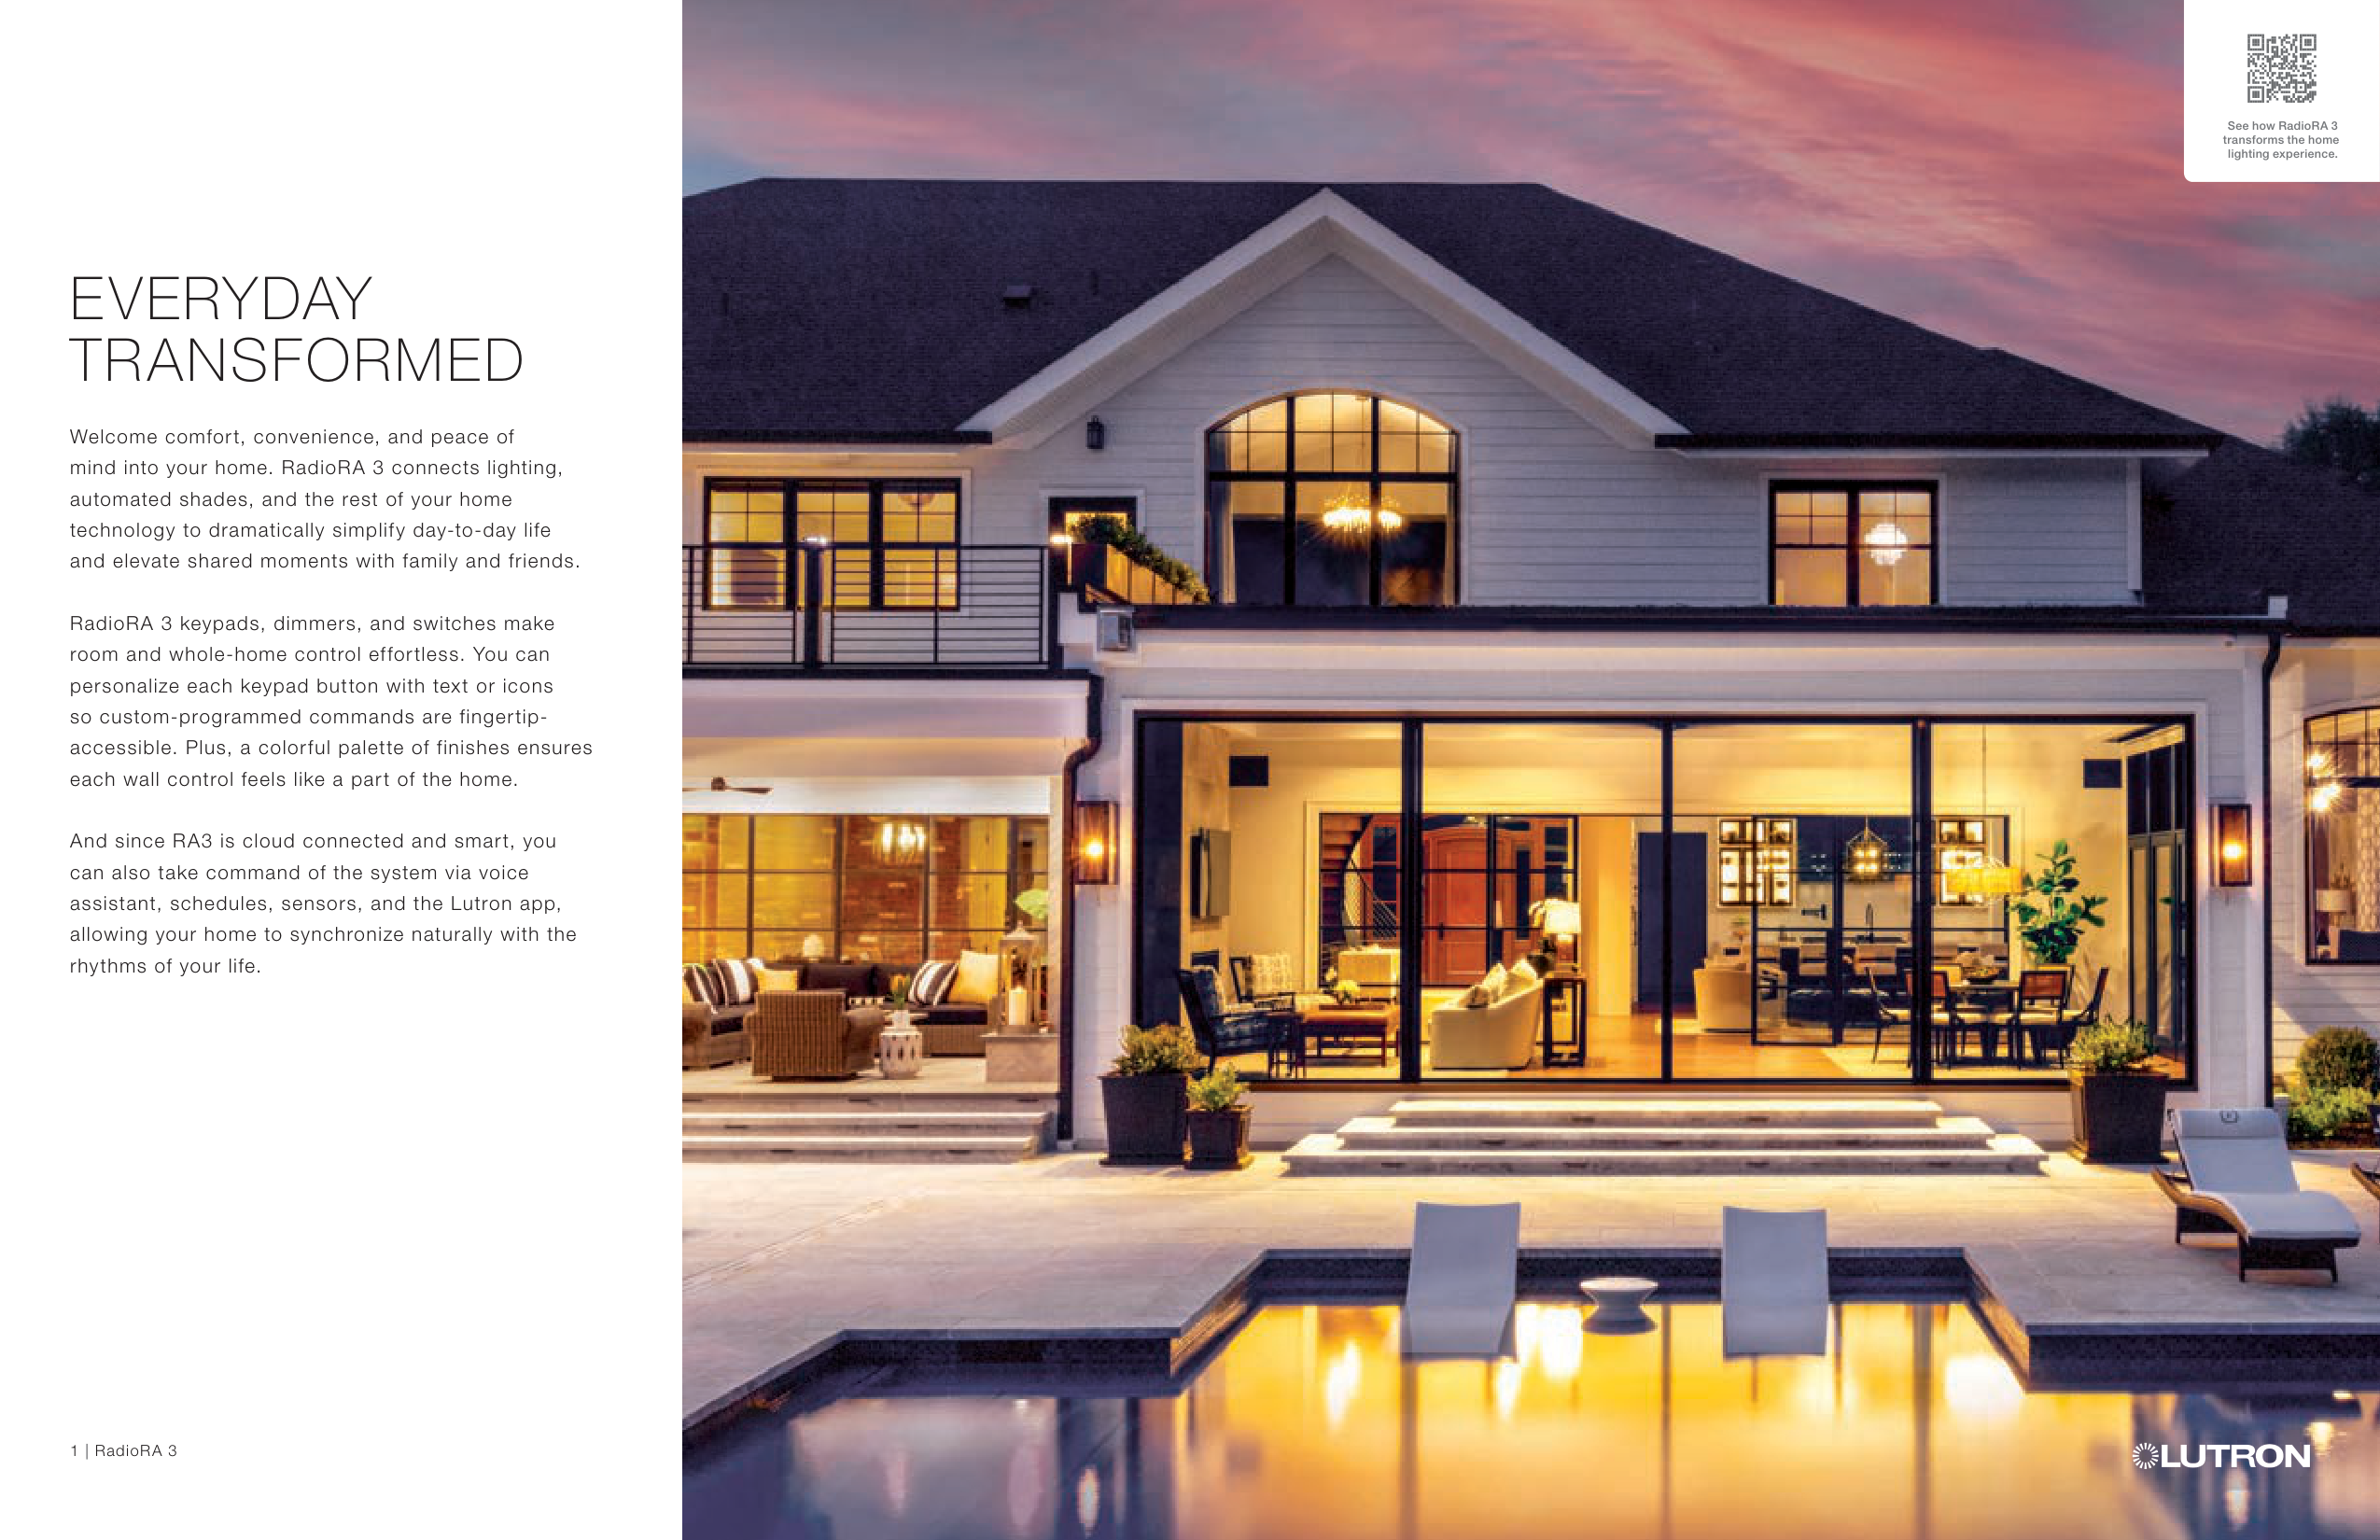 EVERYDAY
TRANSFORMED
Welcome comfort, convenience, and peace of
mind into your home. RadioRA 3 connects lighting,
automated shades, and the rest of your home
technology to dramatically simplify day-to-day life
and elevate shared moments with family and friends.
RadioRA 3 keypads, dimmers, and switches make
room and whole-home control effortless. You can
personalize each keypad button with text or icons
so custom-programmed commands are fingertip-
accessible. Plus, a colorful palette of finishes ensures
each wall control feels like a part of the home.
And since RA3 is cloud connected and smart, you
can also take command of the system via voice
assistant, schedules, sensors, and the Lutron app,
allowing your home to synchronize naturally with the
rhythms of your life.
1 | RadioRA 3
See how RadioRA 3
transforms the home
lighting experience.
LUTRON